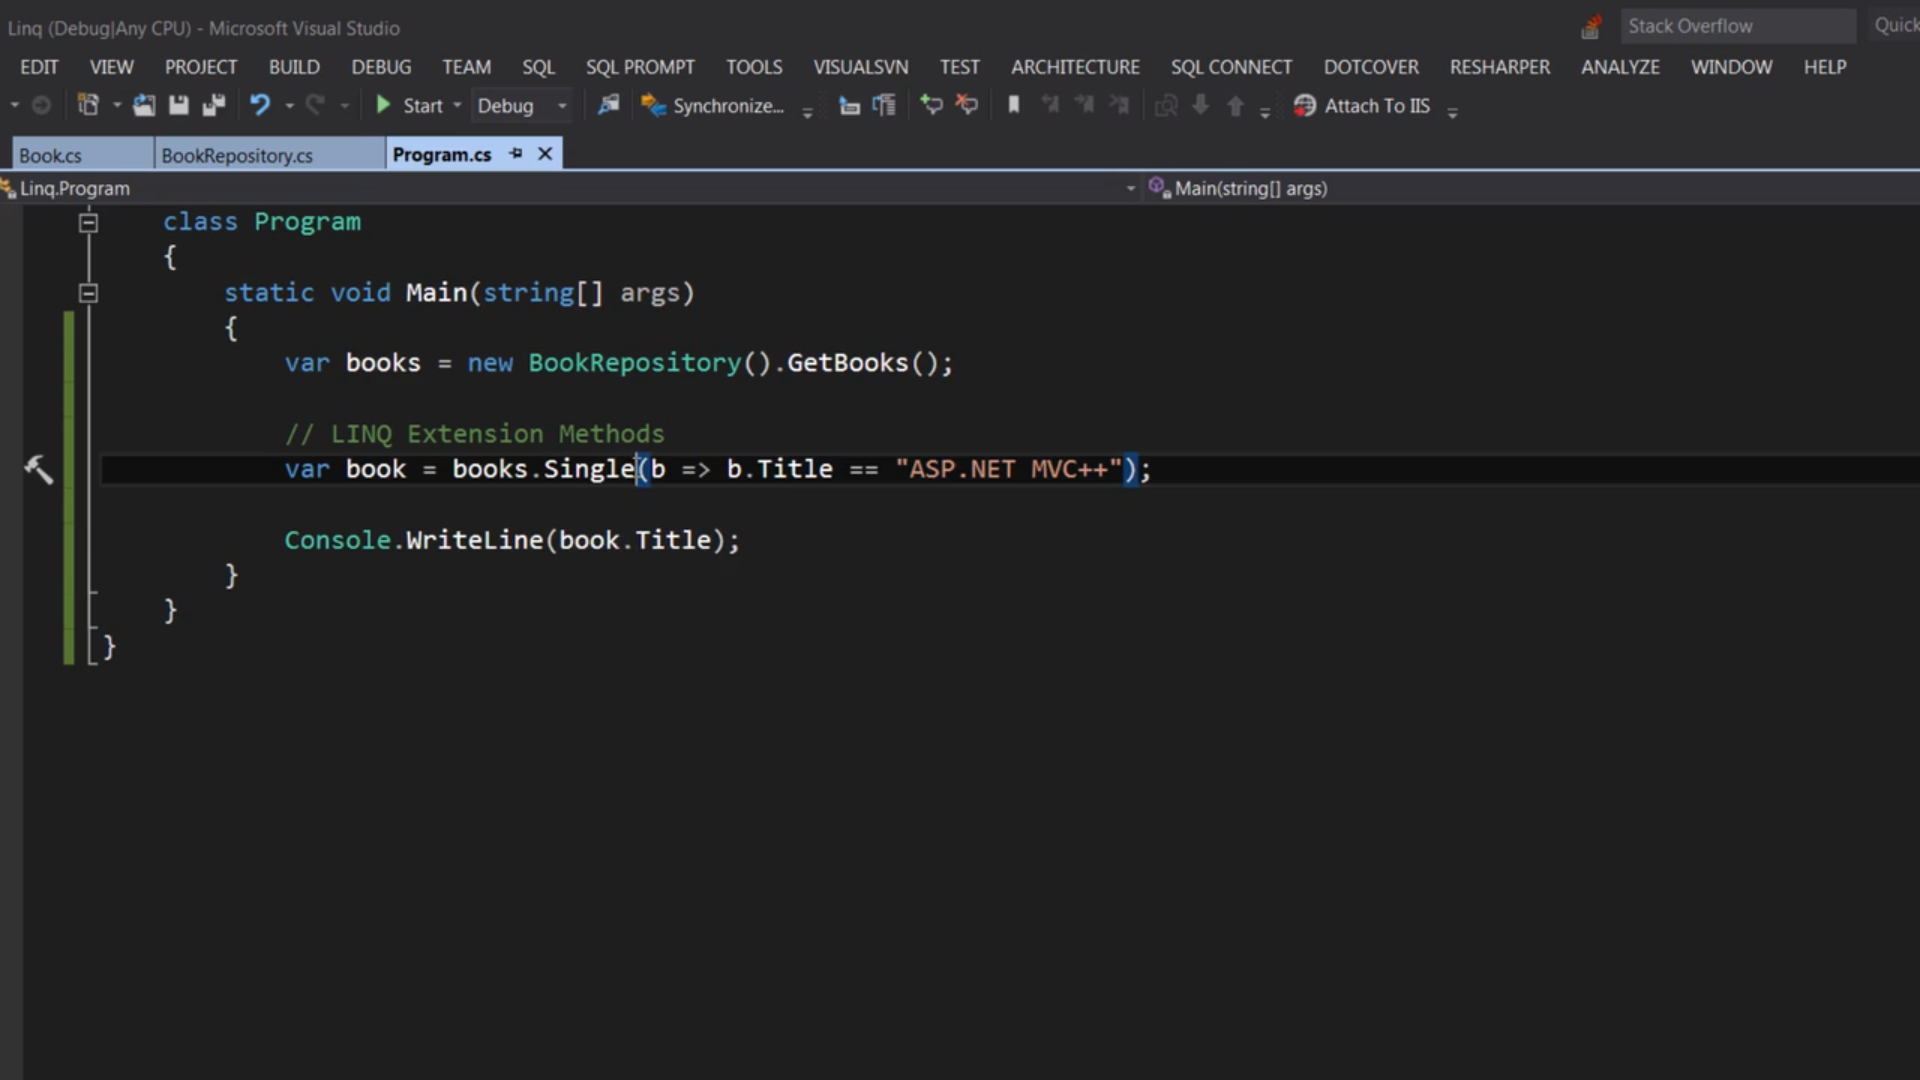 Linq (Debug|Any CPU) - Microsoft Visual Studio
Stack Overflow
Quick
EDIT VIEW PROJECT BUILD DEBUG TEAM SQL SQL PROMPT TOOLS VISUALSVN TEST ARCHITECTURE SQL CONNECT DOTCOVER RESHARPER ANALYZE WINDOW HELP
Start Debug Synchronize... Attach To IIS
Book.cs BookRepository.cs Program.cs
Linq.Program Main(string[] args)
class Program
{
static void Main(string[] args)
{
var books = new BookRepository().GetBooks();
// LINQ Extension Methods
var book = books.Single(b => b.Title == "ASP.NET MVC++");
Console.WriteLine(book.Title);
}
}
}